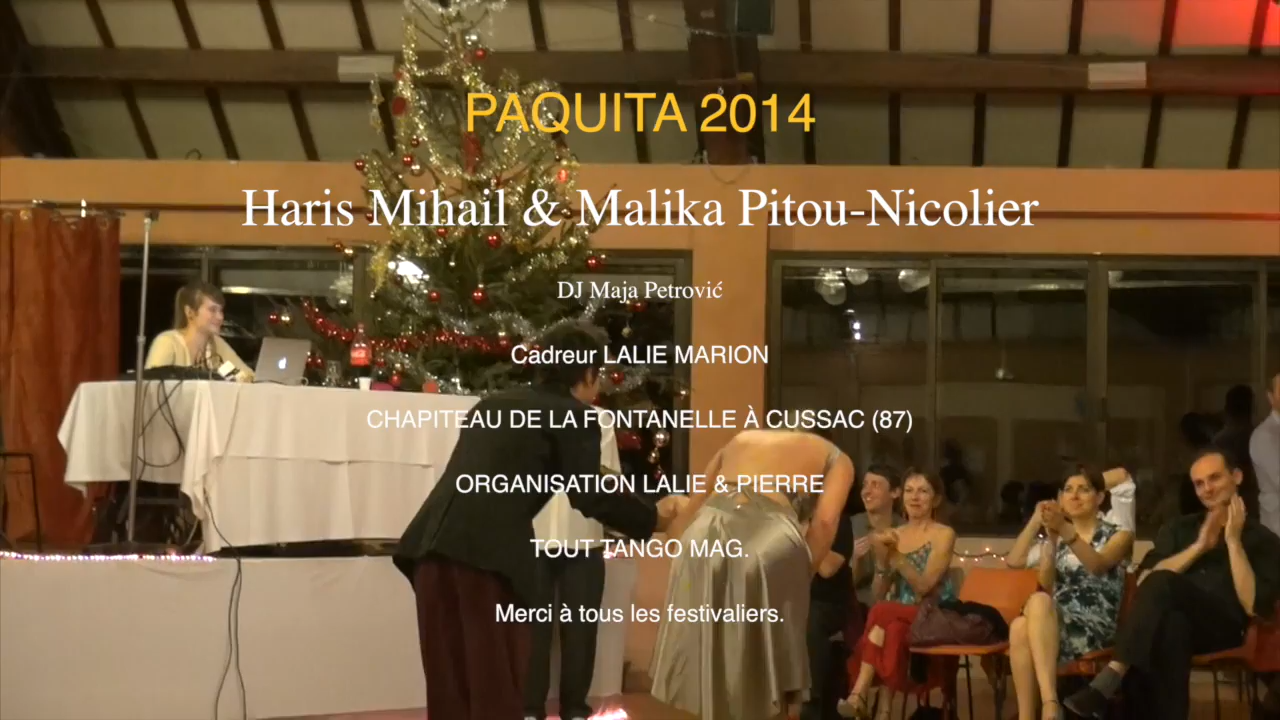 PAQUITA 2014
Haris Mihail & Malika Pitou-Nicolier
DJ Maja Petrović
Cadreur LALIE MARION
CHAPITEAU DE LA FONTANELLE À CUSSAC (87)
ORGANISATION LALIE & PIERRE
TOUT TANGO MAG.
Merci à tous les festivaliers.